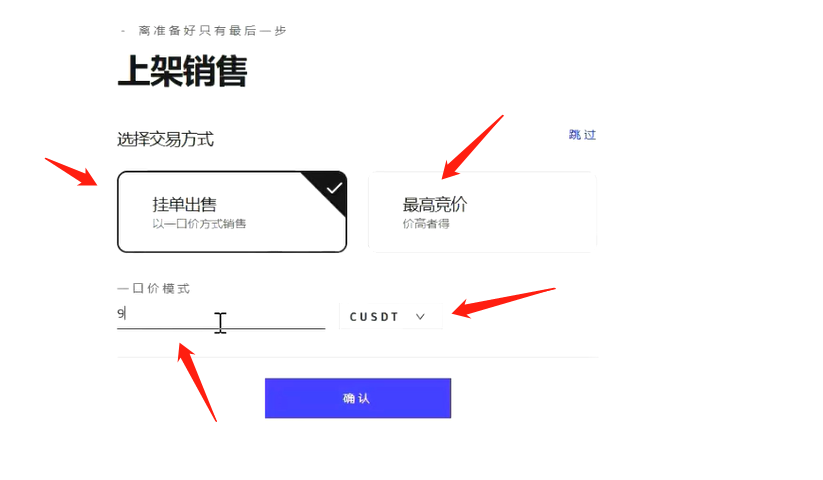 - 离准备好只有最后一步
上架销售
选择交易方式
跳过
挂单出售
以一口价方式销售
最高竞价
价高者得
一口价模式
9
CUSDT
确认